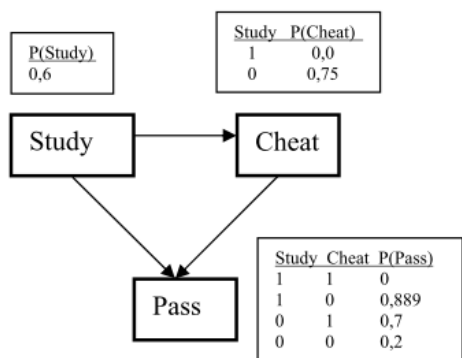 P(Study)
0,6
Study P(Cheat)
1 0,0
0 0,75
Study
Cheat
Pass
Study Cheat P(Pass)
1 1 0
1 0 0,889
0 1 0,7
0 0 0,2